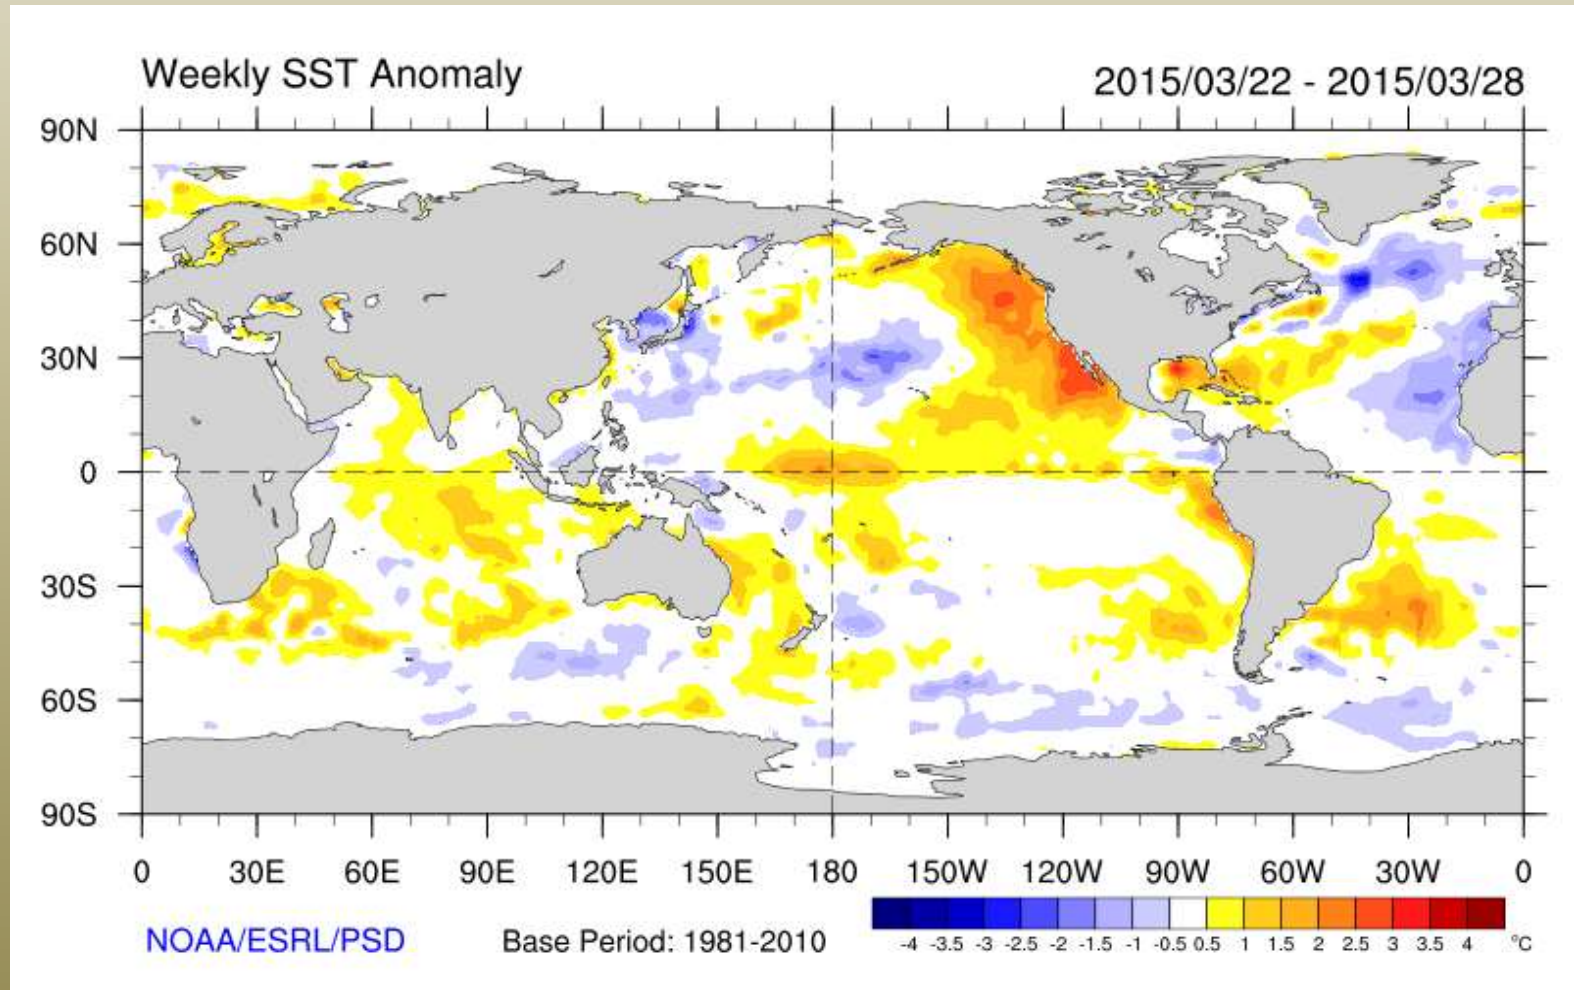 Weekly SST Anomaly
2015/03/22 - 2015/03/28
90N
60N
30N
0
30S
60S
90S
0 30E 60E 90E 120E 150E 180 150W 120W 90W 60W 30W 0
NOAA/ESRL/PSD
Base Period: 1981-2010
-4 -3.5 -3 -2.5 -2 -1.5 -1 -0.5 0.5 1 1.5 2 2.5 3 3.5 4 °C